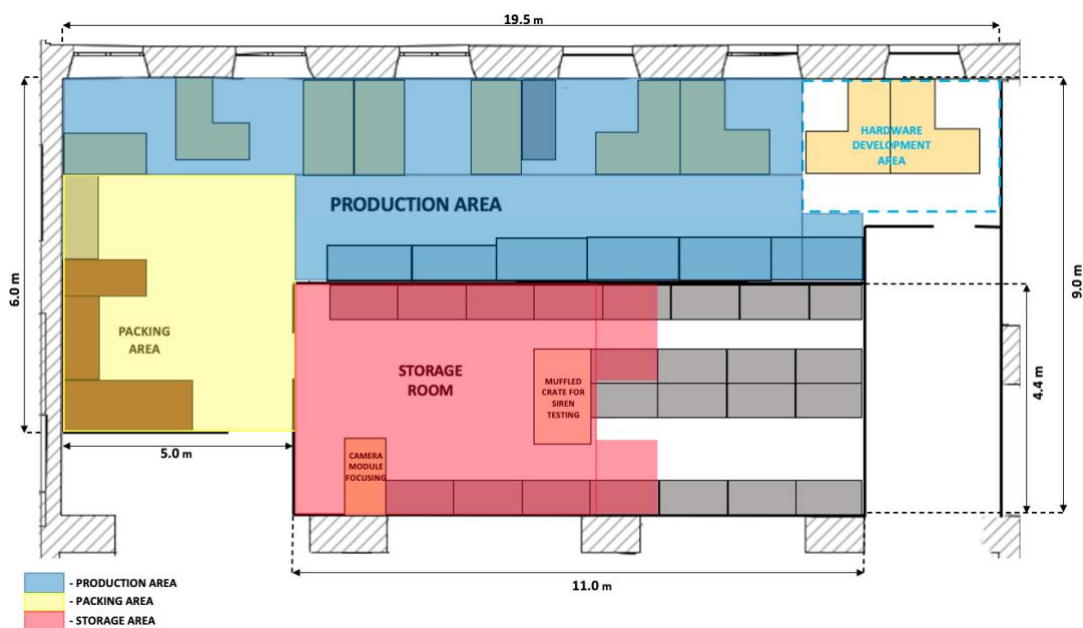 19.5 m
HARDWARE
DEVELOPMENT
AREA
PRODUCTION AREA
6.0 m
9.0 m
PACKING
AREA
STORAGE
ROOM
MUFFLED
CRATE FOR
SIREN
TESTING
4.4 m
CAMERA
MODULE
FOCUSING
5.0 m
11.0 m
- PRODUCTION AREA
- PACKING AREA
- STORAGE AREA